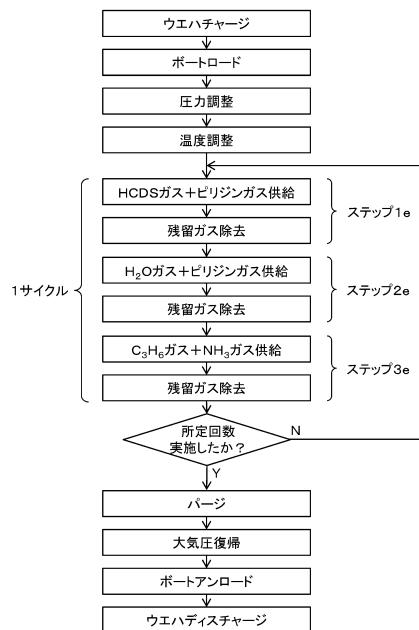 ウエハチャージ
ボートロード
圧力調整
温度調整
HCDSガス+ピリジンガス供給
ステップ1e
残留ガス除去
H₂Oガス+ピリジンガス供給
1サイクル
ステップ2e
残留ガス除去
C₃H₆ガス+NH₃ガス供給
ステップ3e
残留ガス除去
所定回数
実施したか?
N
Y
パージ
大気圧復帰
ボートアンロード
ウエハディスチャージ